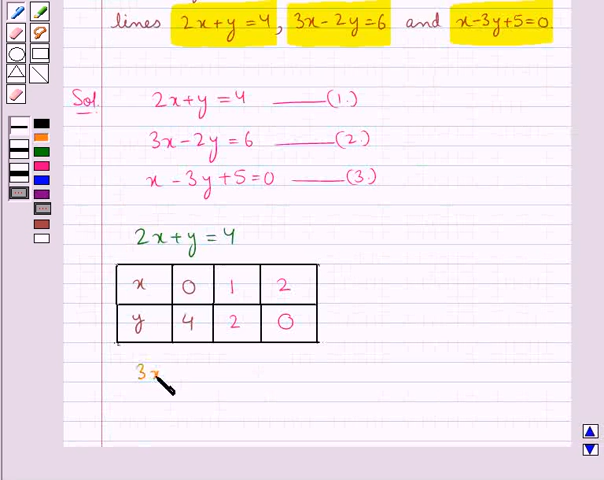 lines 2x+y=4, 3x-2y=6 and x-3y+5=0
Sol. 2x+y=4 ——(1.)
3x-2y=6 ——(2.)
x-3y+5=0 ——(3.)
2x+y=4
x 0 1 2
y 4 2 0
3x